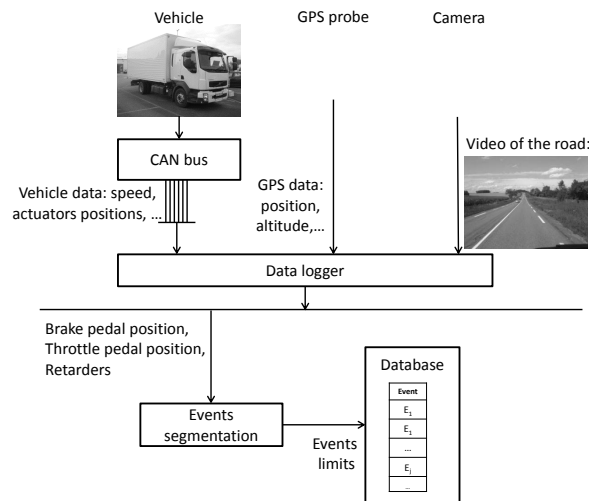 Vehicle
GPS probe
Camera
CAN bus
Video of the road:
Vehicle data: speed,
actuators positions, ...
GPS data:
position,
altitude,...
Data logger
Brake pedal position,
Throttle pedal position,
Retarders
Events
segmentation
Events
limits
Database
Event
E₁
E₁
...
Eⱼ
..